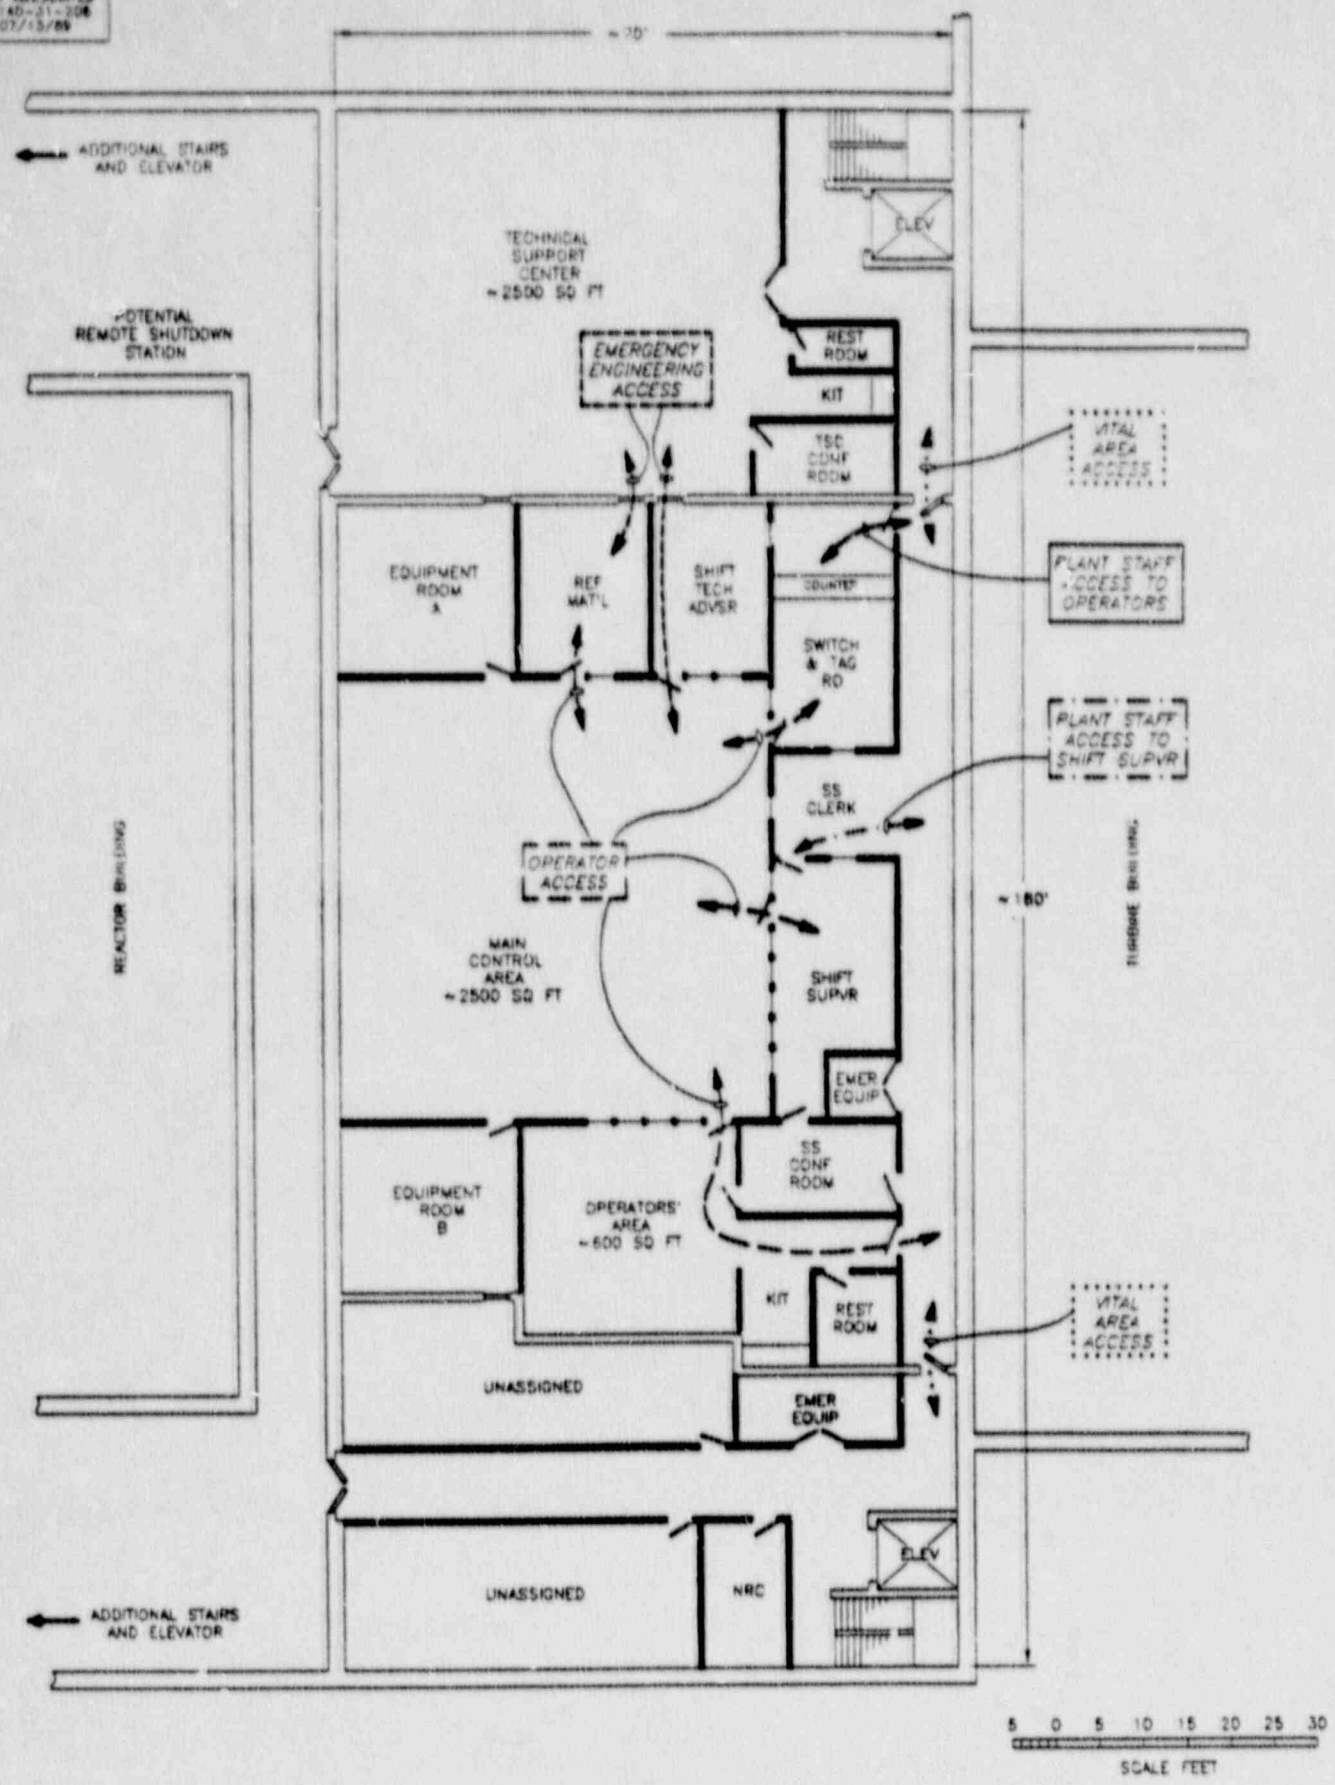 07/13/89
~ 70'
ADDITIONAL STAIRS
AND ELEVATOR
ELEV
TECHNICAL
SUPPORT
CENTER
~ 2500 SQ FT
POTENTIAL
REMOTE SHUTDOWN
STATION
EMERGENCY
ENGINEERING
ACCESS
REST
ROOM
KIT
TSC
CONF
ROOM
VITAL
AREA
ACCESS
EQUIPMENT
ROOM
A
REF
MAT'L
SHIFT
TECH
ADVSR
COUNTER
PLANT STAFF
ACCESS TO
OPERATORS
SWITCH
& TAG
RO
PLANT STAFF
ACCESS TO
SHIFT SUPVR
SS
CLERK
REACTOR BUILDING
OPERATOR
ACCESS
~ 180'
TURBINE BUILDING
MAIN
CONTROL
AREA
~ 2500 SQ FT
SHIFT
SUPVR
EMER
EQUIP
SS
CONF
ROOM
EQUIPMENT
ROOM
B
OPERATORS'
AREA
~ 600 SQ FT
KIT
REST
ROOM
VITAL
AREA
ACCESS
UNASSIGNED
EMER
EQUIP
ELEV
UNASSIGNED
NRC
ADDITIONAL STAIRS
AND ELEVATOR
5 0 5 10 15 20 25 30
SCALE FEET